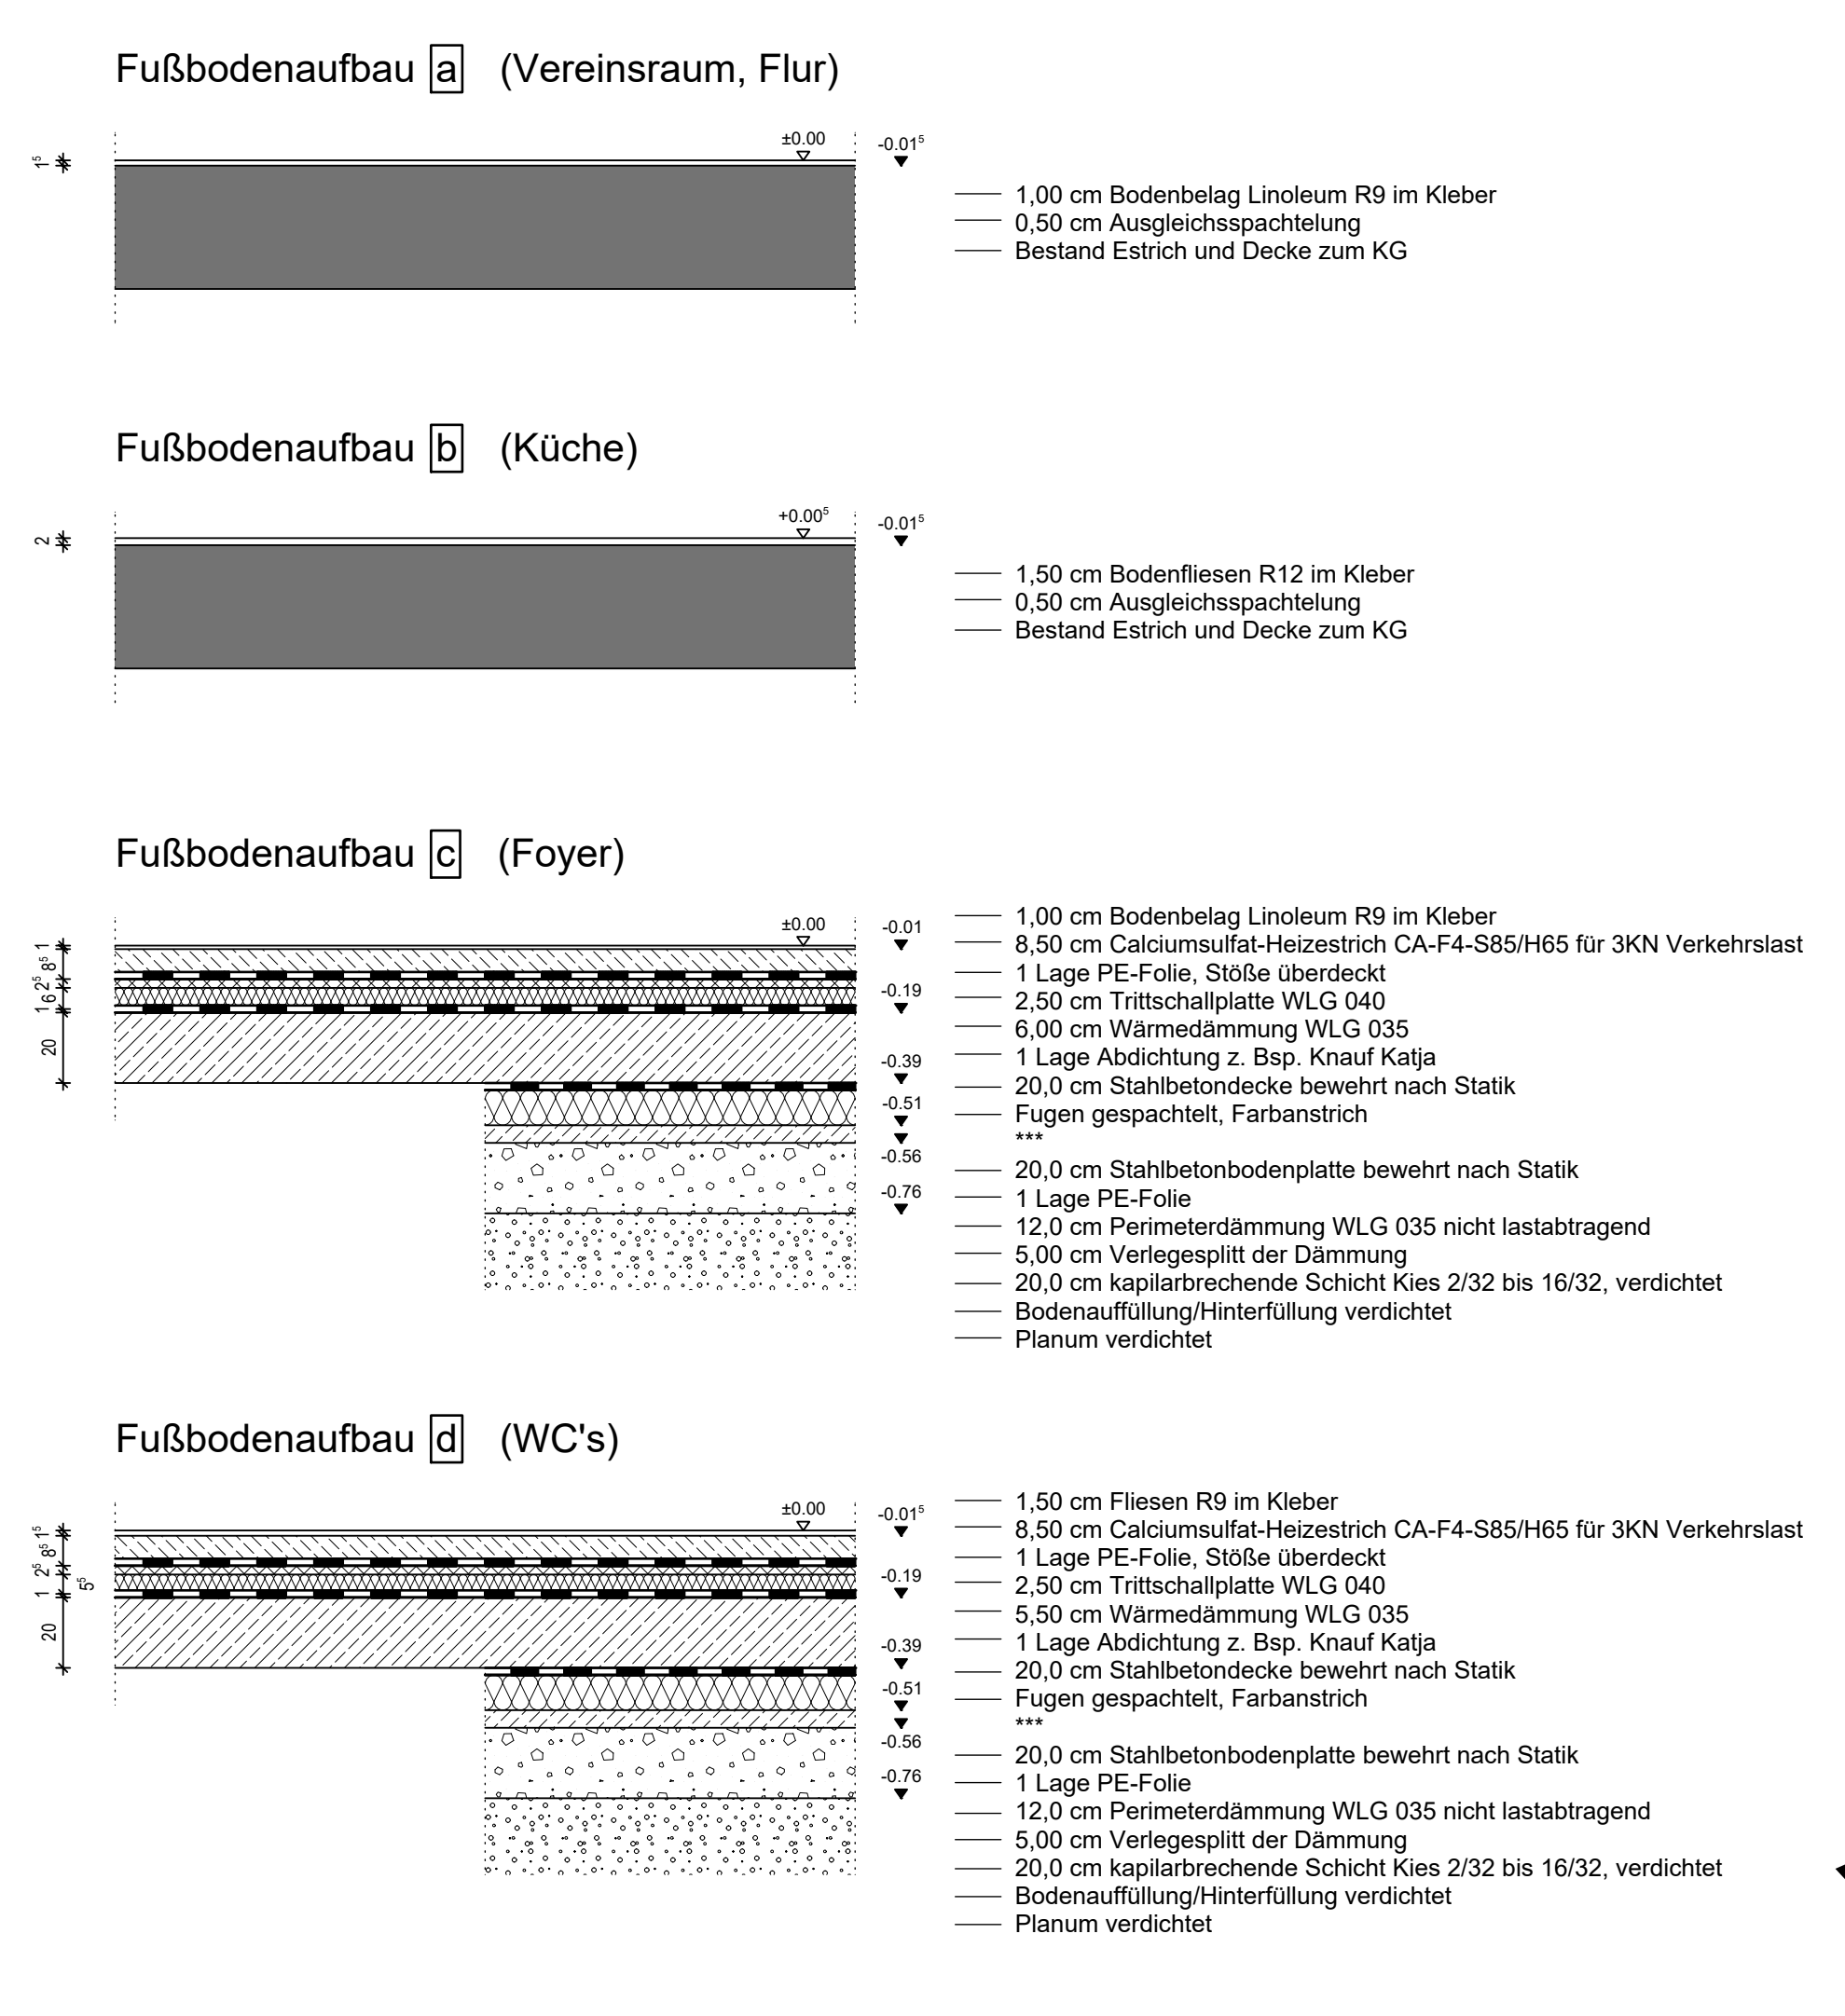 Fußbodenaufbau a (Vereinsraum, Flur)
±0.00
-0.01⁵
1⁵
1,00 cm Bodenbelag Linoleum R9 im Kleber
0,50 cm Ausgleichsspachtelung
Bestand Estrich und Decke zum KG
Fußbodenaufbau b (Küche)
+0.00⁵
-0.01⁵
2
1,50 cm Bodenfliesen R12 im Kleber
0,50 cm Ausgleichsspachtelung
Bestand Estrich und Decke zum KG
Fußbodenaufbau c (Foyer)
±0.00
1
8⁵
2⁵
6
1
20
-0.01
-0.19
-0.39
-0.51
-0.56
-0.76
1,00 cm Bodenbelag Linoleum R9 im Kleber
8,50 cm Calciumsulfat-Heizestrich CA-F4-S85/H65 für 3KN Verkehrslast
1 Lage PE-Folie, Stöße überdeckt
2,50 cm Trittschallplatte WLG 040
6,00 cm Wärmedämmung WLG 035
1 Lage Abdichtung z. Bsp. Knauf Katja
20,0 cm Stahlbetondecke bewehrt nach Statik
Fugen gespachtelt, Farbanstrich
***
20,0 cm Stahlbetonbodenplatte bewehrt nach Statik
1 Lage PE-Folie
12,0 cm Perimeterdämmung WLG 035 nicht lastabtragend
5,00 cm Verlegesplitt der Dämmung
20,0 cm kapilarbrechende Schicht Kies 2/32 bis 16/32, verdichtet
Bodenauffüllung/Hinterfüllung verdichtet
Planum verdichtet
Fußbodenaufbau d (WC's)
±0.00
1⁵
8⁵
2⁵
5⁵
1
20
-0.01⁵
-0.19
-0.39
-0.51
-0.56
-0.76
1,50 cm Fliesen R9 im Kleber
8,50 cm Calciumsulfat-Heizestrich CA-F4-S85/H65 für 3KN Verkehrslast
1 Lage PE-Folie, Stöße überdeckt
2,50 cm Trittschallplatte WLG 040
5,50 cm Wärmedämmung WLG 035
1 Lage Abdichtung z. Bsp. Knauf Katja
20,0 cm Stahlbetondecke bewehrt nach Statik
Fugen gespachtelt, Farbanstrich
***
20,0 cm Stahlbetonbodenplatte bewehrt nach Statik
1 Lage PE-Folie
12,0 cm Perimeterdämmung WLG 035 nicht lastabtragend
5,00 cm Verlegesplitt der Dämmung
20,0 cm kapilarbrechende Schicht Kies 2/32 bis 16/32, verdichtet
Bodenauffüllung/Hinterfüllung verdichtet
Planum verdichtet